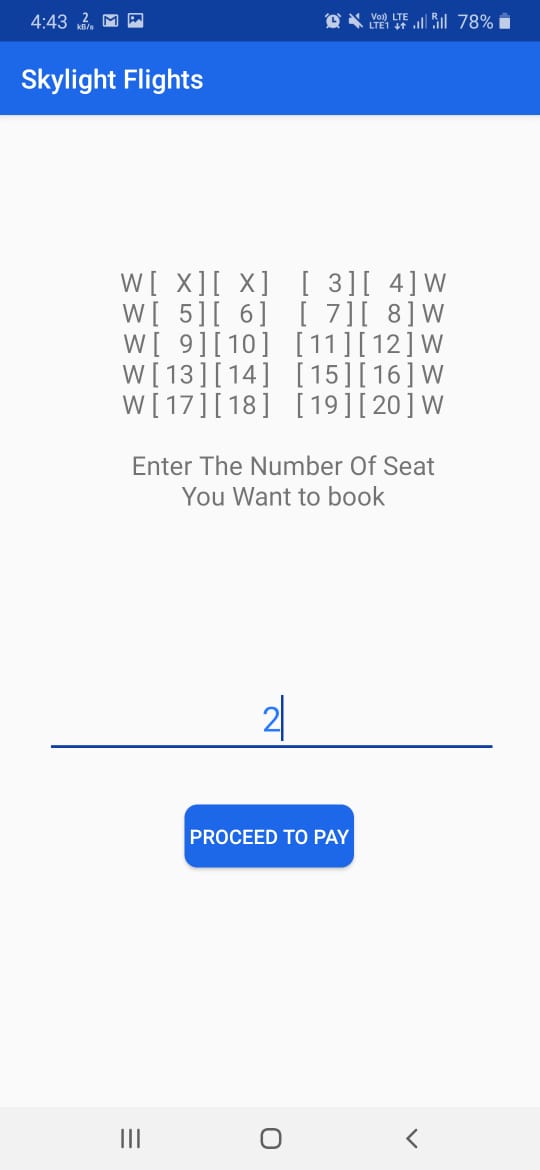 4:43 2 KB/s Vo)) LTE LTE1 R 78%
Skylight Flights
W[ X][ X] [ 3][ 4]W
W[ 5][ 6] [ 7][ 8]W
W[ 9][10] [11][12]W
W[13][14] [15][16]W
W[17][18] [19][20]W
Enter The Number Of Seat
You Want to book
2
PROCEED TO PAY